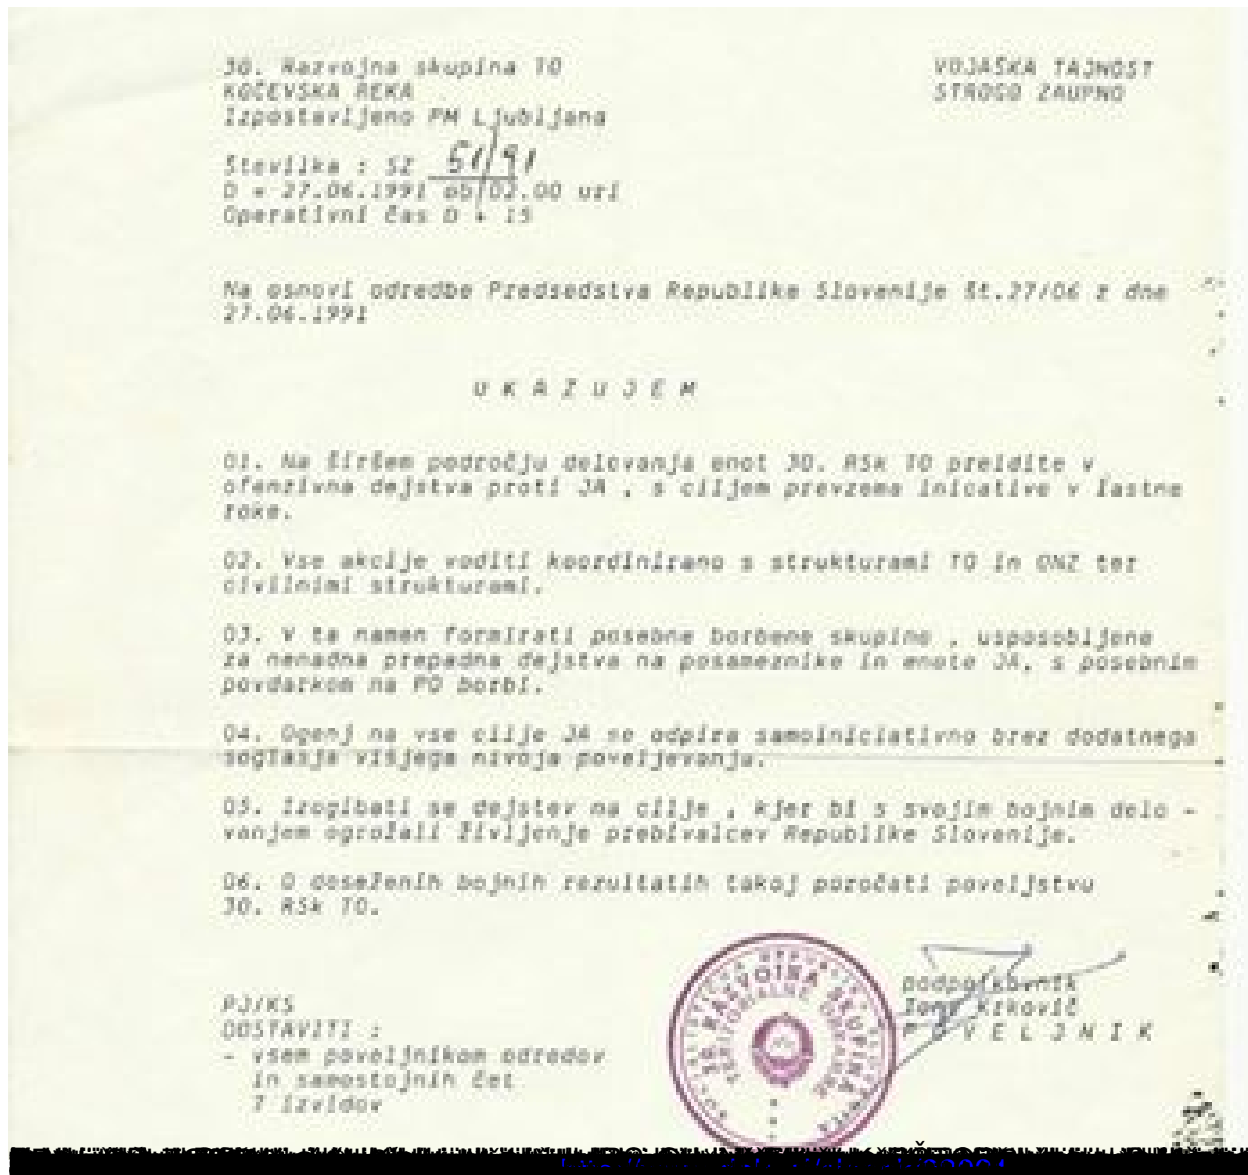 30. Razvojna skupina TO
KOČEVSKA REKA
Izpostavljeno PM Ljubljana
VOJAŠKA TAJNOST
STROGO ZAUPNO
Številka : SZ 51/91
D = 27.06.1991 ob 02.00 uri
Operativni čas D + 15
Na osnovi odredbe Predsedstva Republike Slovenije št.27/06 z dne
27.06.1991
U K A Z U J E M
01. Na širšem področju delovanja enot 30. RSk TO preidite v
ofenzivna dejstva proti JA , s ciljem prevzema inicative v lastne
roke.
02. Vse akcije voditi koordinirano s strukturami TO in ONZ ter
civilnimi strukturami.
03. V ta namen formirati posebne borbene skupine , usposobljene
za nenadna prepadna dejstva na posameznike in enote JA, s posebnim
povdarkom na PO borbi.
04. Ogenj na vse cilje JA se odpira samoiniciativno brez dodatnega
soglasja višjega nivoja poveljevanju.
05. Izogibati se dejstev na cilje , kjer bi s svojim bojnim delo -
vanjem ogrožali življenje prebivalcev Republike Slovenije.
06. O doseženih bojnih rezultatih takoj poročati poveljstvu
30. RSk TO.
PJ/KS
DOSTAVITI :
- vsem poveljnikom odredov
in samostojnih čet
7 izvidov
30. RAZVOJNA SKUPINA
TERITORIALNE OBRAMBE
podpolkovnik
Tone Krkovič
P O V E L J N I K